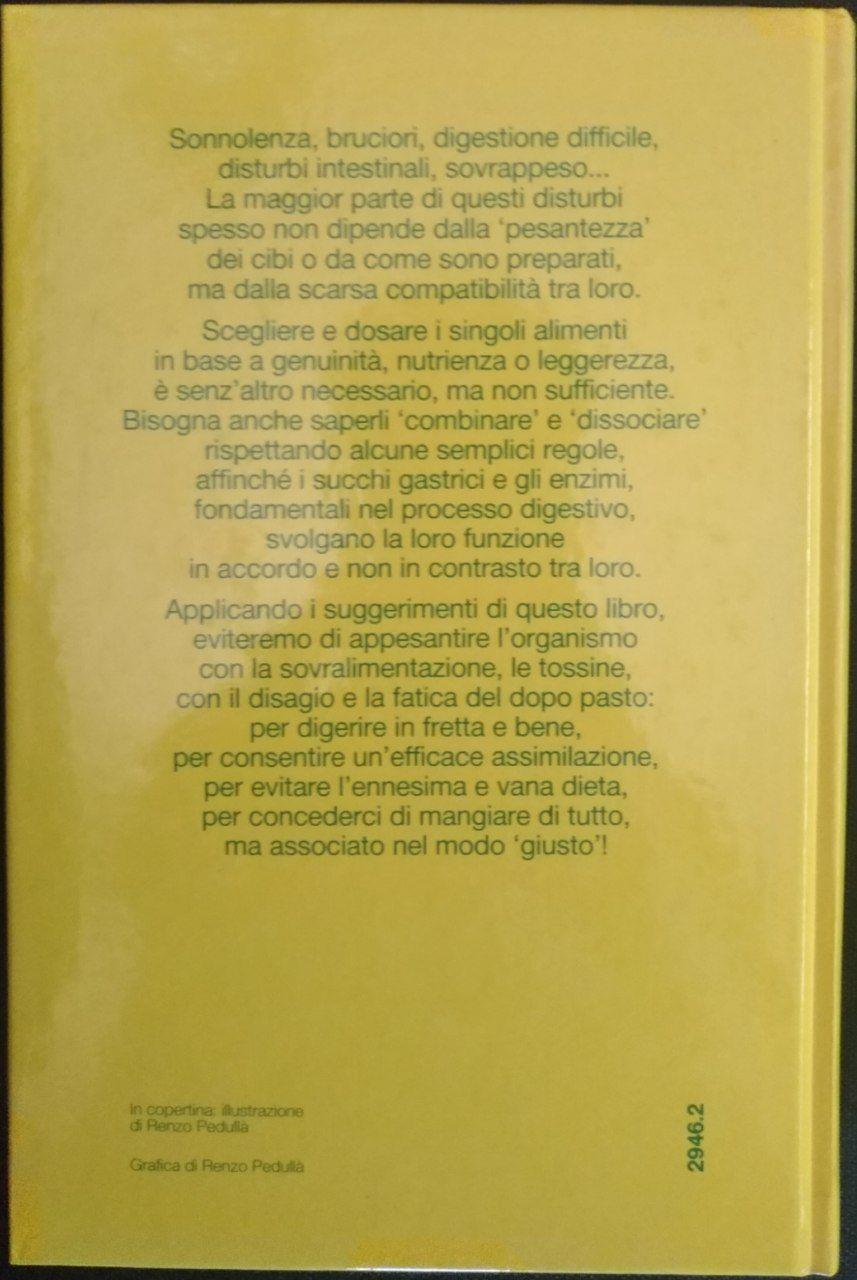 Sonnolenza, bruciori, digestione difficile,
disturbi intestinali, sovrappeso...
La maggior parte di questi disturbi
spesso non dipende dalla ‘pesantezza’
dei cibi o da come sono preparati,
ma dalla scarsa compatibilità tra loro.
Scegliere e dosare i singoli alimenti
in base a genuinità, nutrienza o leggerezza,
è senz’altro necessario, ma non sufficiente.
Bisogna anche saperli ‘combinare’ e ‘dissociare’
rispettando alcune semplici regole,
affinché i succhi gastrici e gli enzimi,
fondamentali nel processo digestivo,
svolgano la loro funzione
in accordo e non in contrasto tra loro.
Applicando i suggerimenti di questo libro,
eviteremo di appesantire l’organismo
con la sovralimentazione, le tossine,
con il disagio e la fatica del dopo pasto:
per digerire in fretta e bene,
per consentire un’efficace assimilazione,
per evitare l’ennesima e vana dieta,
per concederci di mangiare di tutto,
ma associato nel modo ‘giusto’!
In copertina: illustrazione
di Renzo Pedullà
Grafica di Renzo Pedullà
2946.2